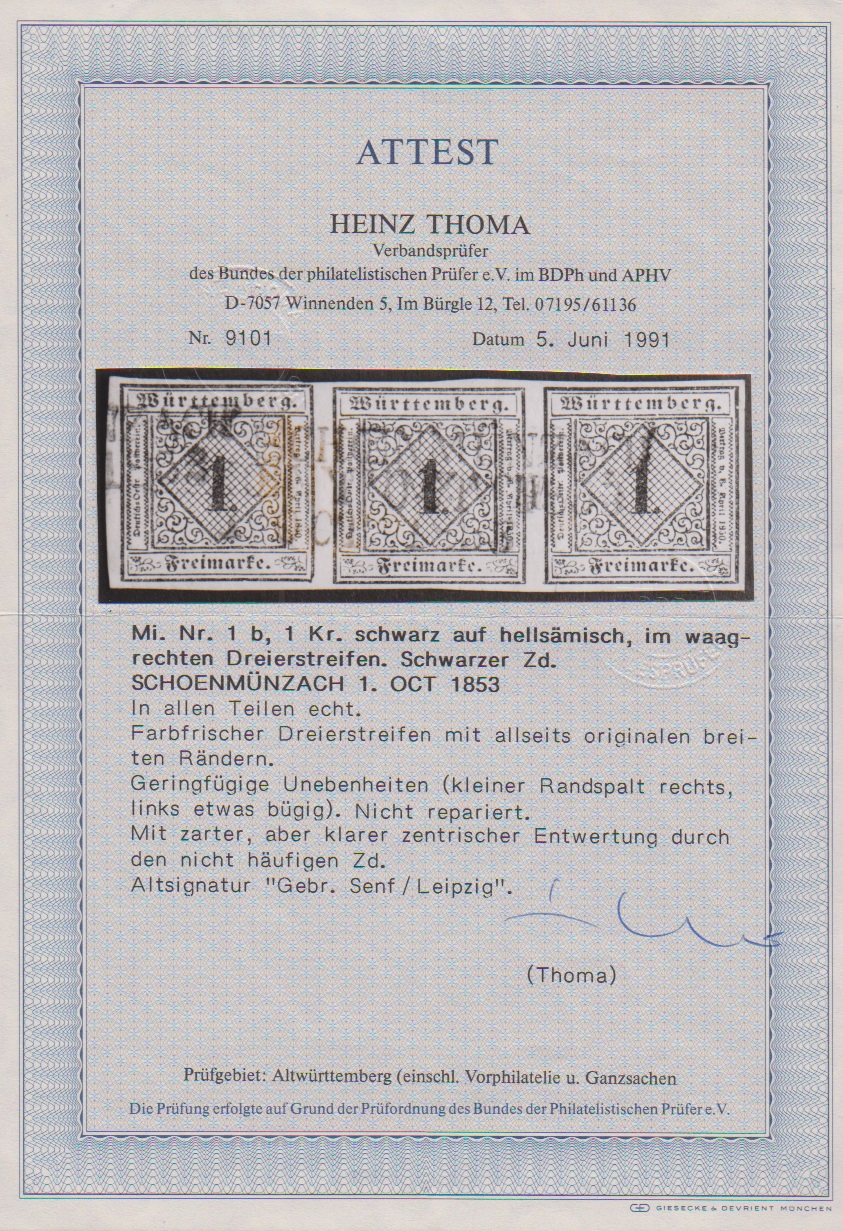 ATTEST
HEINZ THOMA
Verbandsprüfer
des Bundes der philatelistischen Prüfer e.V. im BDPh und APHV
D-7057 Winnenden 5, Im Bürgle 12, Tel. 07195/61136
Nr. 9101 Datum 5. Juni 1991
Württemberg. Württemberg. Württemberg.
1. 1. 1.
Freimarke. Freimarke. Freimarke.
Mi. Nr. 1 b, 1 Kr. schwarz auf hellsämisch, im waag-
rechten Dreierstreifen. Schwarzer Zd.
SCHOENMÜNZACH 1. OCT 1853
In allen Teilen echt.
Farbfrischer Dreierstreifen mit allseits originalen brei-
ten Rändern.
Geringfügige Unebenheiten (kleiner Randspalt rechts,
links etwas bügig). Nicht repariert.
Mit zarter, aber klarer zentrischer Entwertung durch
den nicht häufigen Zd.
Altsignatur "Gebr. Senf/Leipzig".
(Thoma)
Prüfgebiet: Altwürttemberg (einschl. Vorphilatelie u. Ganzsachen
Die Prüfung erfolgte auf Grund der Prüfordnung des Bundes der Philatelistischen Prüfer e.V.
GIESECKE & DEVRIENT MÜNCHEN